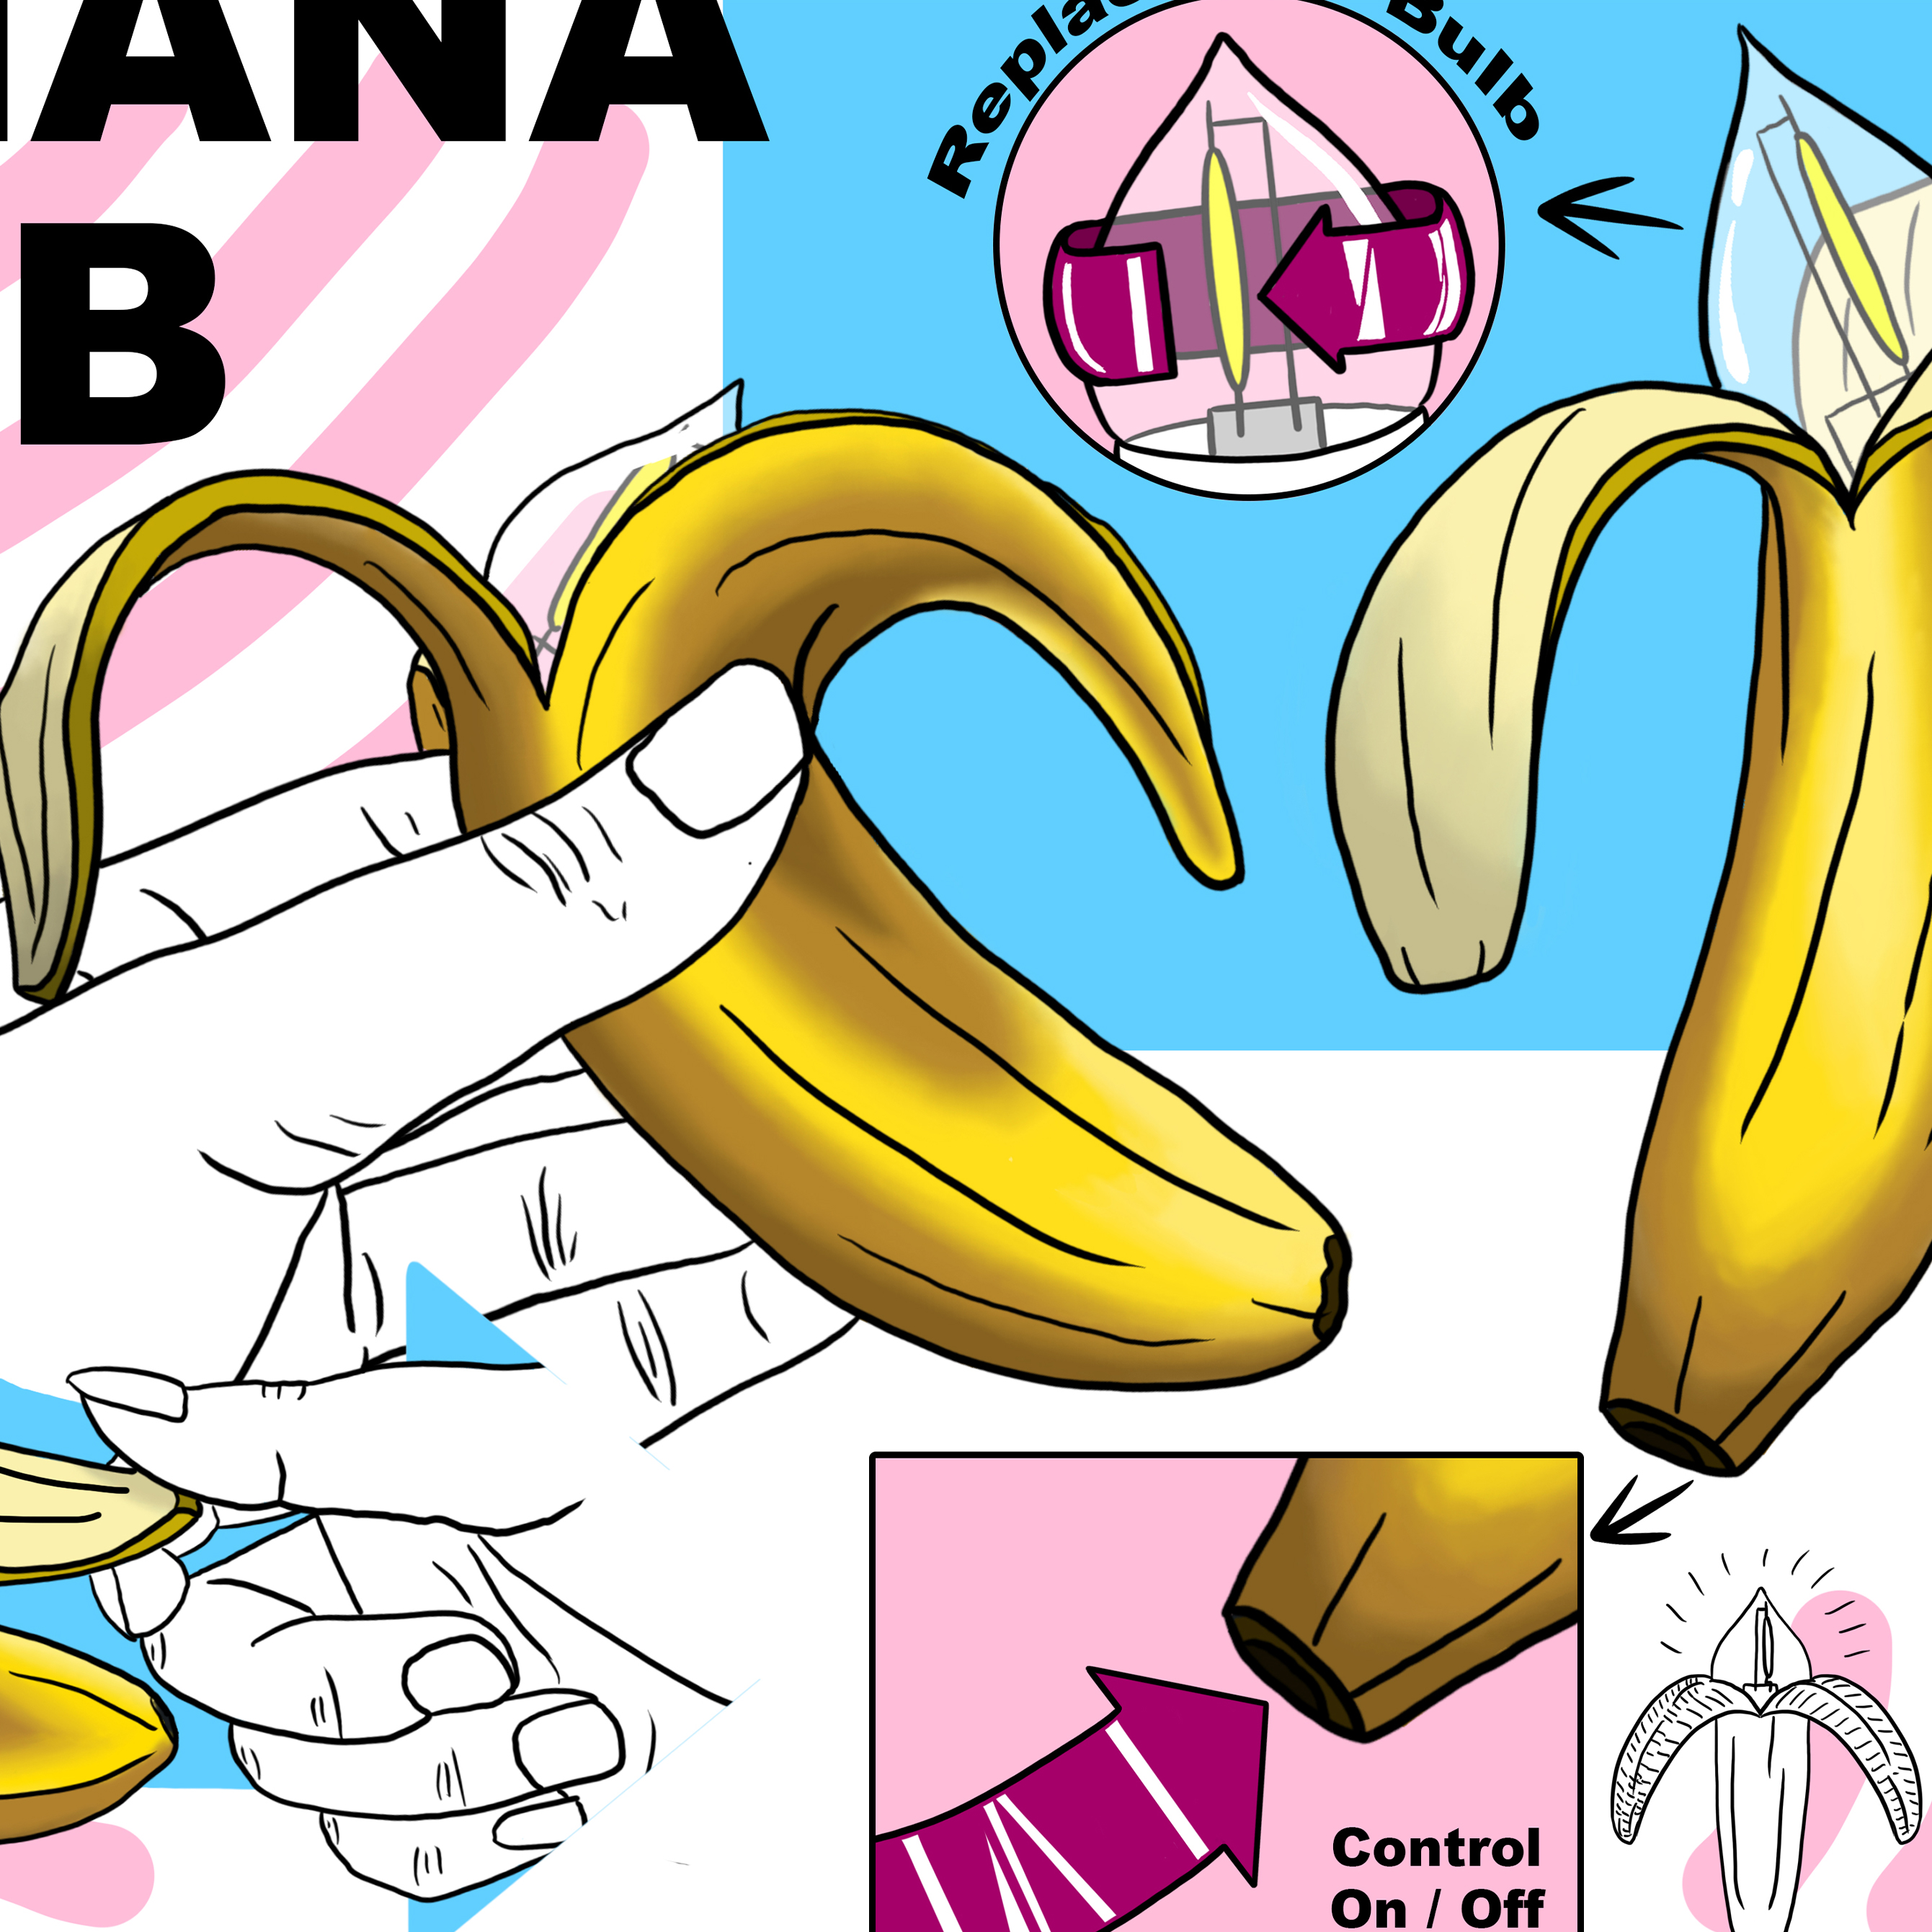 ANA
B
Repla Bulb
Control
On / Off